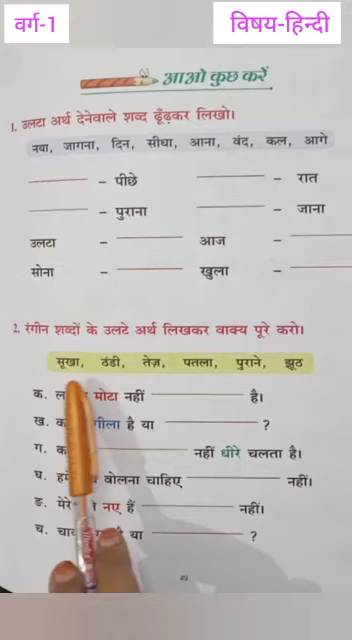 वर्ग-1
विषय-हिन्दी
आओ कुछ करें
1. उलटा अर्थ देनेवाले शब्द ढूँढ़कर लिखो।
नया, जागना, दिन, सीधा, आना, बंद, कल, आगे
– पीछे – रात
– पुराना – जाना
उलटा – आज –
सोना – खुला –
2. रंगीन शब्दों के उलटे अर्थ लिखकर वाक्य पूरे करो।
सूखा, ठंडी, तेज़, पतला, पुराने, झूठ
क. मोटा नहीं है।
ख. गीला है या ?
ग. नहीं धीरे चलता है।
घ. बोलना चाहिए नहीं।
ङ. मेरे नए हैं नहीं।
च. या ?
49